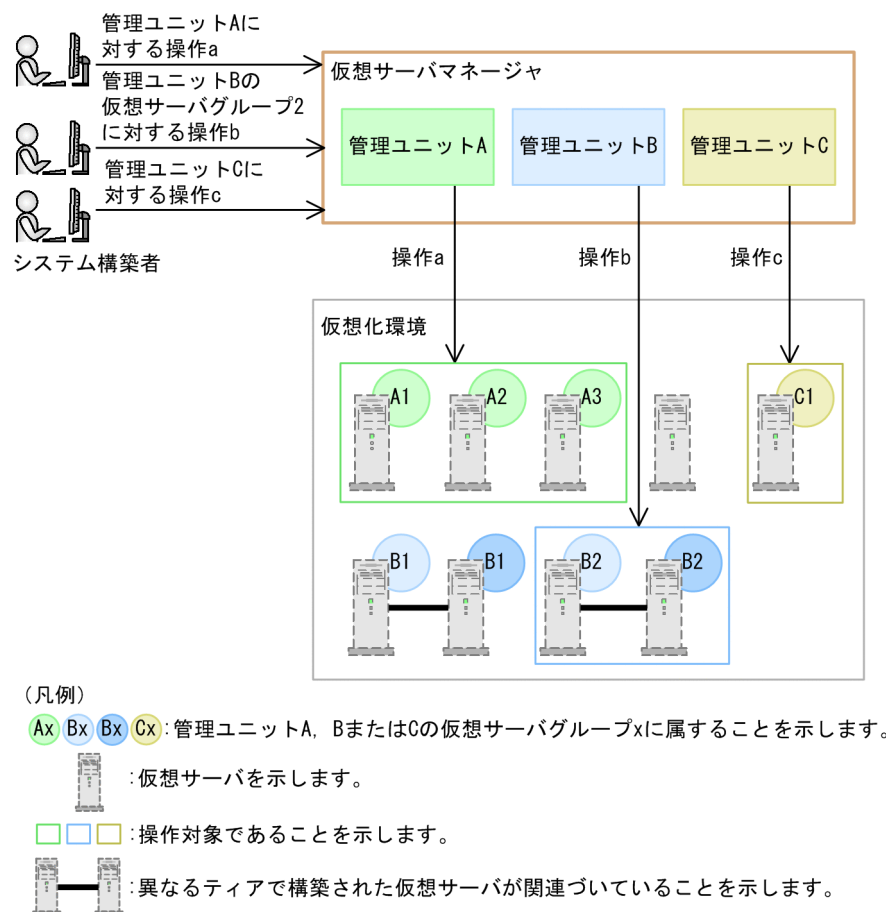 管理ユニットAに
対する操作a
管理ユニットBの
仮想サーバグループ2
に対する操作b
管理ユニットCに
対する操作c
システム構築者
仮想サーバマネージャ
管理ユニットA
管理ユニットB
管理ユニットC
操作a
操作b
操作c
仮想化環境
A1
A2
A3
C1
B1
B1
B2
B2
（凡例）
Ax Bx Bx Cx:管理ユニットA，BまたはCの仮想サーバグループxに属することを示します。
:仮想サーバを示します。
:操作対象であることを示します。
:異なるティアで構築された仮想サーバが関連づいていることを示します。